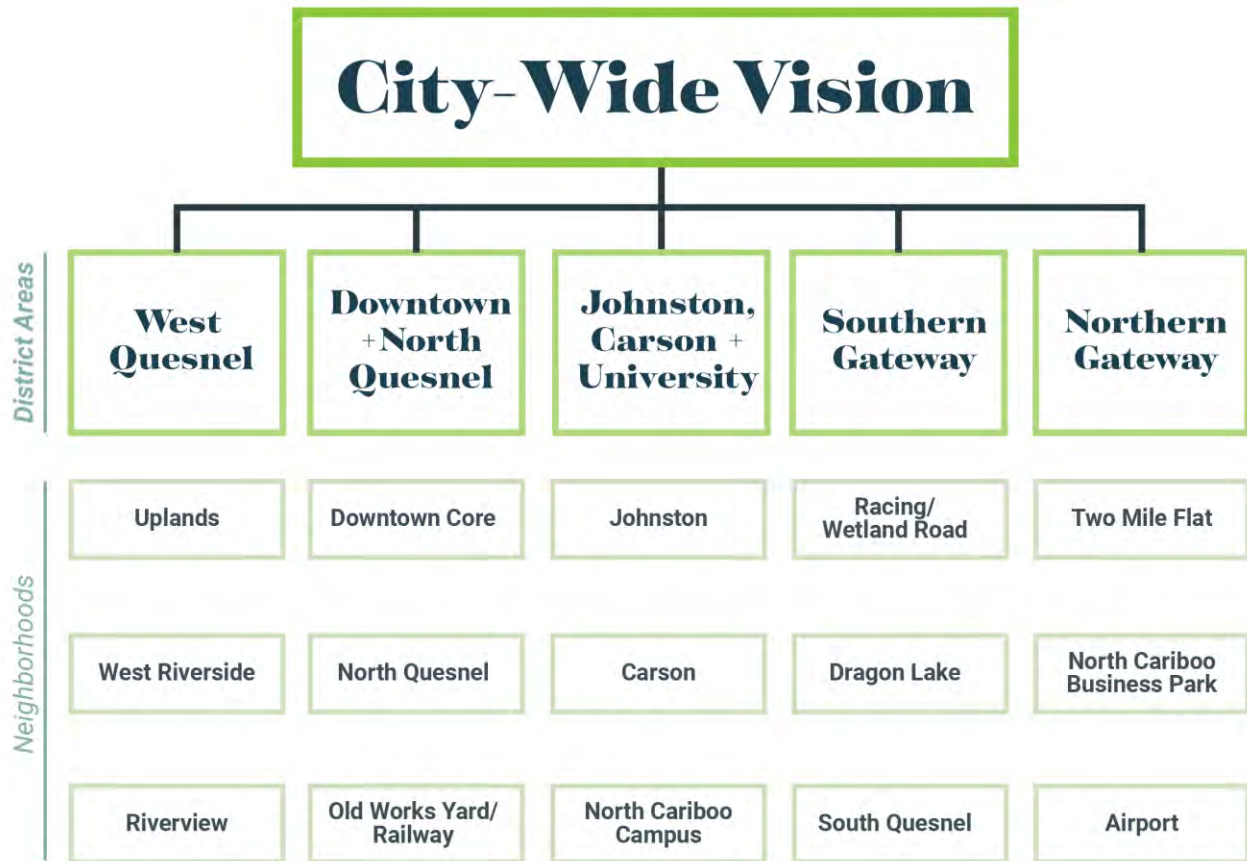 City-Wide Vision
District Areas
West
Quesnel
Downtown
+North
Quesnel
Johnston,
Carson +
University
Southern
Gateway
Northern
Gateway
Neighborhoods
Uplands
Downtown Core
Johnston
Racing/
Wetland Road
Two Mile Flat
West Riverside
North Quesnel
Carson
Dragon Lake
North Cariboo
Business Park
Riverview
Old Works Yard/
Railway
North Cariboo
Campus
South Quesnel
Airport